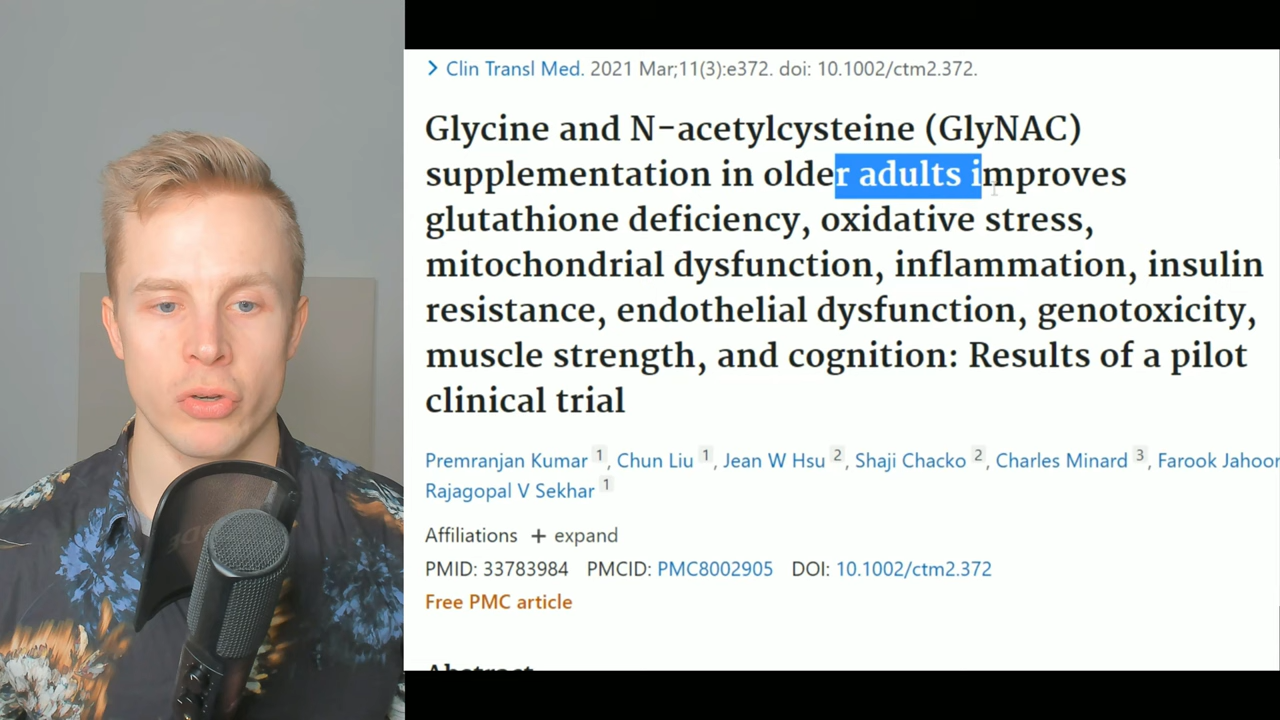 > Clin Transl Med. 2021 Mar;11(3):e372. doi: 10.1002/ctm2.372.
Glycine and N-acetylcysteine (GlyNAC)
supplementation in older adults improves
glutathione deficiency, oxidative stress,
mitochondrial dysfunction, inflammation, insulin
resistance, endothelial dysfunction, genotoxicity,
muscle strength, and cognition: Results of a pilot
clinical trial
Premranjan Kumar 1, Chun Liu 1, Jean W Hsu 2, Shaji Chacko 2, Charles Minard 3, Farook Jahoor
Rajagopal V Sekhar 1
Affiliations + expand
PMID: 33783984 PMCID: PMC8002905 DOI: 10.1002/ctm2.372
Free PMC article
Abstract